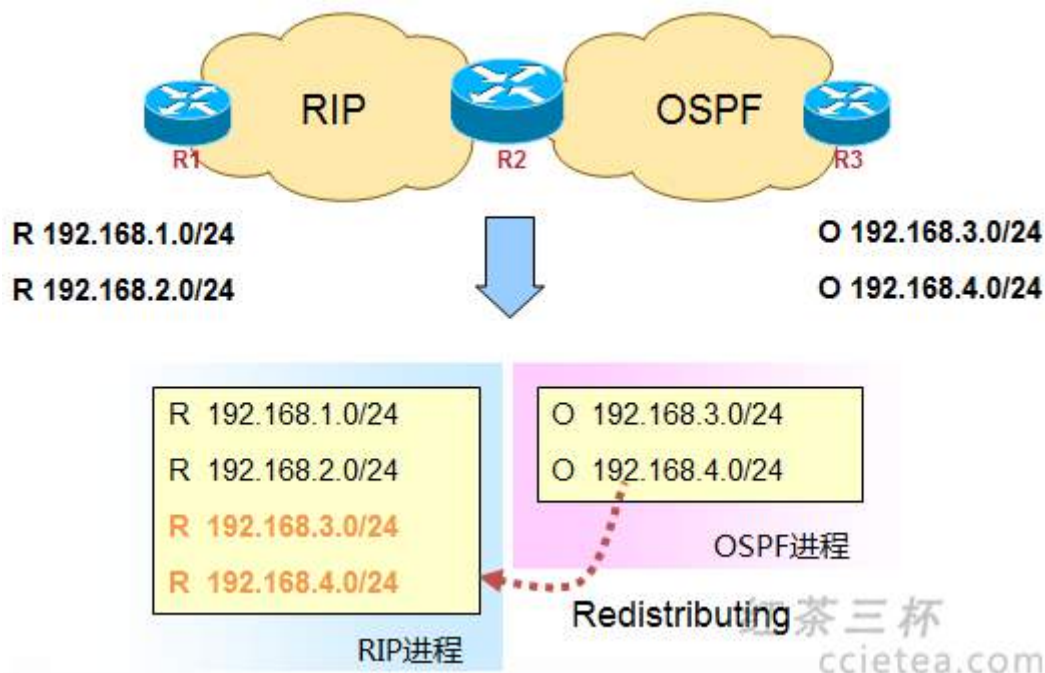 RIP
OSPF
R1
R2
R3
R 192.168.1.0/24
R 192.168.2.0/24
O 192.168.3.0/24
O 192.168.4.0/24
R 192.168.1.0/24
R 192.168.2.0/24
R 192.168.3.0/24
R 192.168.4.0/24
RIP进程
O 192.168.3.0/24
O 192.168.4.0/24
OSPF进程
Redistributing
红茶三杯
ccietea.com